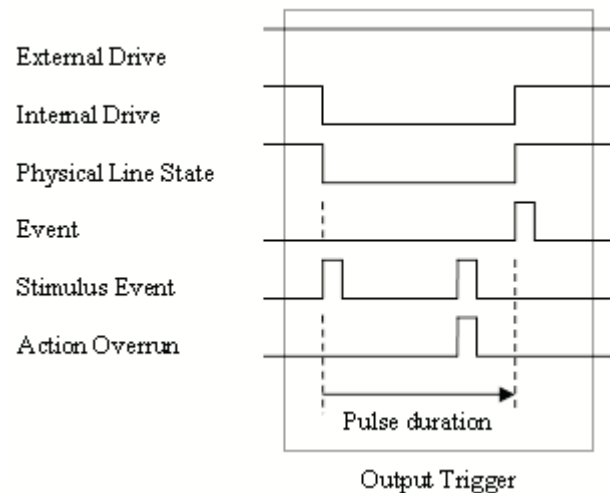 External Drive
Internal Drive
Physical Line State
Event
Stimulus Event
Action Overrun
Pulse duration
Output Trigger